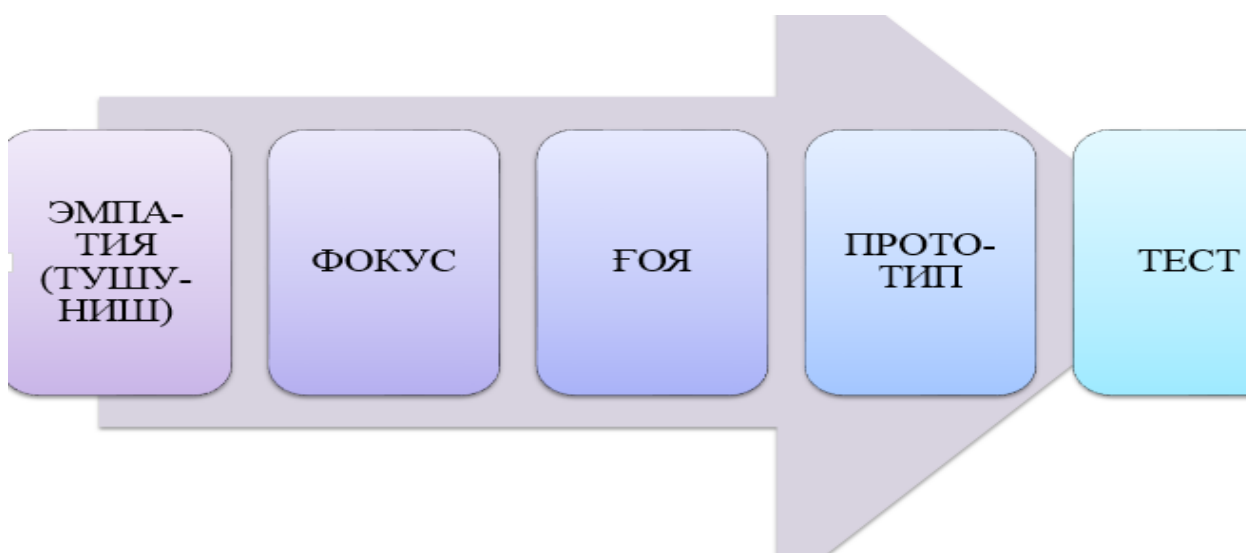 ЭМПА-
ТИЯ
(ТУШУ-
НИШ)
ФОКУС
ҒОЯ
ПРОТО-
ТИП
ТЕСТ